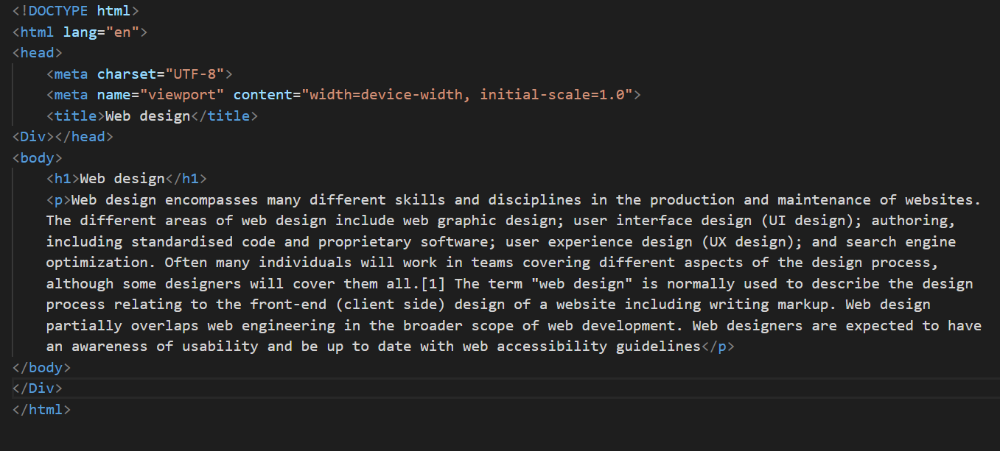 <!DOCTYPE html>
<html lang="en">
<head>
    <meta charset="UTF-8">
    <meta name="viewport" content="width=device-width, initial-scale=1.0">
    <title>Web design</title>
<Div></head>
<body>
    <h1>Web design</h1>
    <p>Web design encompasses many different skills and disciplines in the production and maintenance of websites.
    The different areas of web design include web graphic design; user interface design (UI design); authoring,
    including standardised code and proprietary software; user experience design (UX design); and search engine
    optimization. Often many individuals will work in teams covering different aspects of the design process,
    although some designers will cover them all.[1] The term "web design" is normally used to describe the design
    process relating to the front-end (client side) design of a website including writing markup. Web design
    partially overlaps web engineering in the broader scope of web development. Web designers are expected to have
    an awareness of usability and be up to date with web accessibility guidelines</p>
</body>
</Div>
</html>